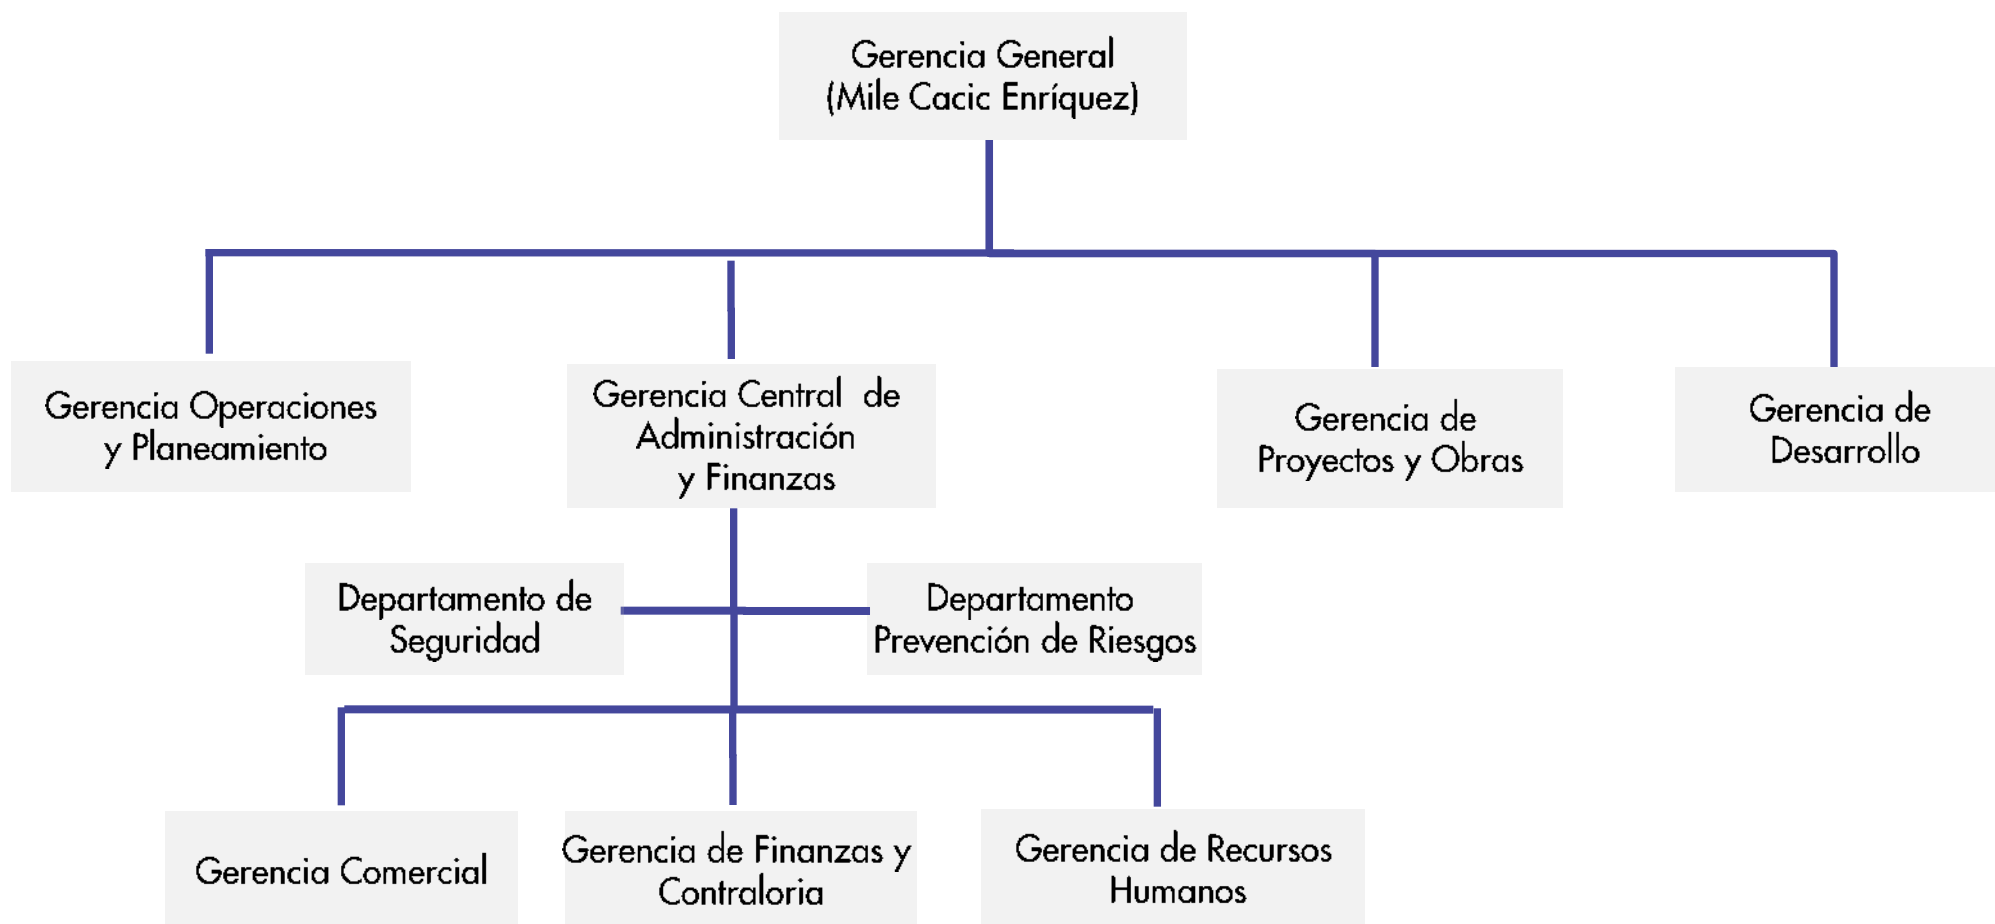 Gerencia General
(Mile Cacic Enríquez)
Gerencia Operaciones
y Planeamiento
Gerencia Central de
Administración
y Finanzas
Gerencia de
Proyectos y Obras
Gerencia de
Desarrollo
Departamento de
Seguridad
Departamento
Prevención de Riesgos
Gerencia Comercial
Gerencia de Finanzas y
Contraloria
Gerencia de Recursos
Humanos